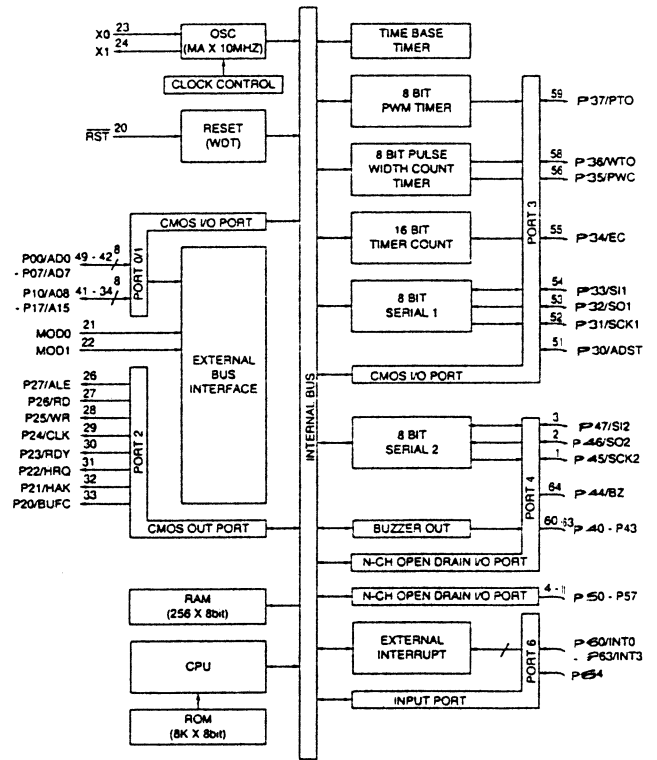 X0 23
X1 24
OSC
(MA X 10MHZ)
CLOCK CONTROL
RST 20
RESET
(WDT)
CMOS I/O PORT
PORT 0/1
P00/AD0 49 - 42 8
- P07/AD7
P10/A08 41 - 34 8
- P17/A15
MOD0 21
MOD1 22
EXTERNAL
BUS
INTERFACE
P27/ALE 26
P26/RD 27
P25/WR 28
P24/CLK 29
P23/RDY 30
P22/HRQ 31
P21/HAK 32
P20/BUFC 33
PORT 2
CMOS OUT PORT
RAM
(256 X 8bit)
CPU
ROM
(8K X 8bit)
INTERNAL BUS
TIME BASE
TIMER
8 BIT
PWM TIMER
59 P37/PTO
8 BIT PULSE
WIDTH COUNT
TIMER
58 P36/WTO
56 P35/PWC
16 BIT
TIMER COUNT
55 P34/EC
PORT 3
8 BIT
SERIAL 1
54 P33/SI1
53 P32/SO1
52 P31/SCK1
51 P30/ADST
CMOS I/O PORT
8 BIT
SERIAL 2
3 P47/SI2
2 P46/SO2
1 P45/SCK2
PORT 4
64 P44/BZ
BUZZER OUT
60 - 63 P40 - P43
N-CH OPEN DRAIN I/O PORT
N-CH OPEN DRAIN I/O PORT
4 - 11 P50 - P57
EXTERNAL
INTERRUPT
PORT 6
P60/INT0
- P63/INT3
P64
INPUT PORT